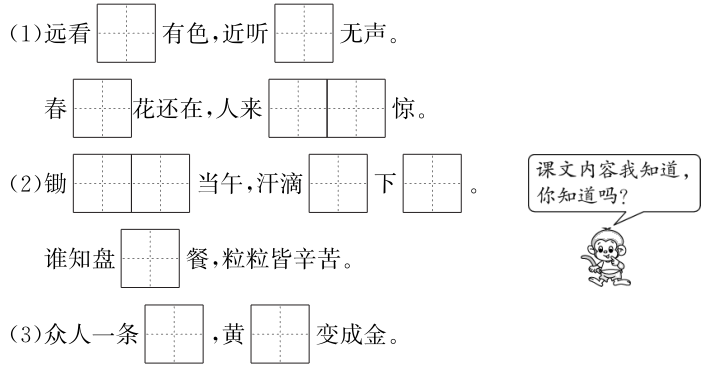 (1)远看 有色,近听 无声。
春 花还在,人来 惊。
(2)锄 当午,汗滴 下 。
谁知盘 餐,粒粒皆辛苦。
(3)众人一条 ,黄 变成金。
课文内容我知道,
你知道吗?